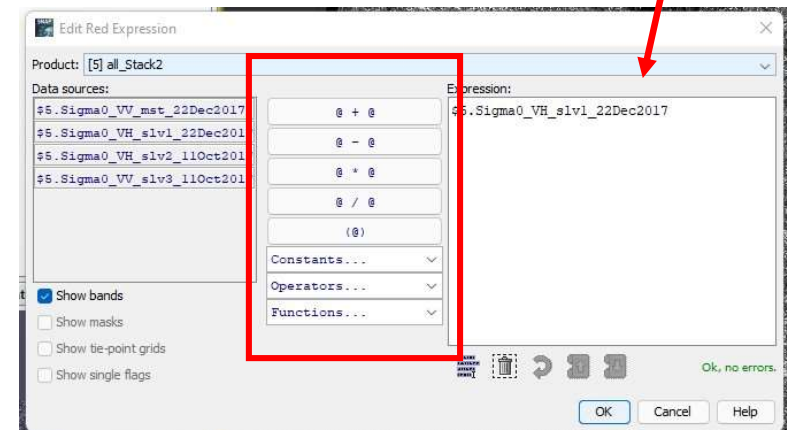 Edit Red Expression
Product: [5] all_Stack2
Data sources:
$5.Sigma0_VV_mst_22Dec2017
$5.Sigma0_VH_slv1_22Dec201
$5.Sigma0_VH_slv2_11Oct201
$5.Sigma0_VV_slv3_11Oct201
Show bands
Show masks
Show tie-point grids
Show single flags
@ + @
@ - @
@ * @
@ / @
(@)
Constants...
Operators...
Functions...
Expression:
$5.Sigma0_VH_slv1_22Dec2017
Ok, no errors.
OK
Cancel
Help